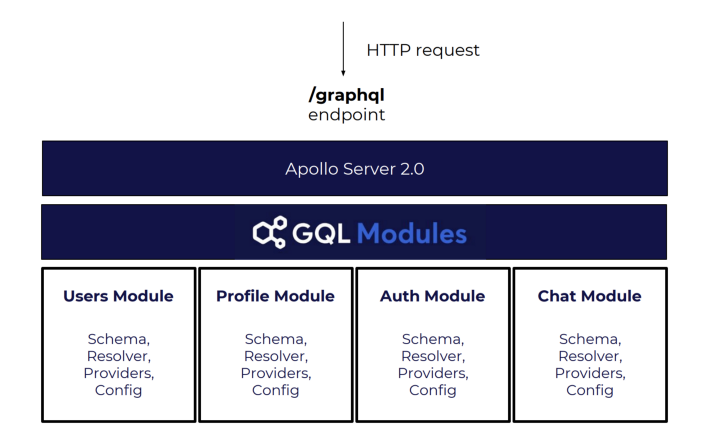 HTTP request
/graphql
endpoint
Apollo Server 2.0
GQL Modules
Users Module
Schema,
Resolver,
Providers,
Config
Profile Module
Schema,
Resolver,
Providers,
Config
Auth Module
Schema,
Resolver,
Providers,
Config
Chat Module
Schema,
Resolver,
Providers,
Config